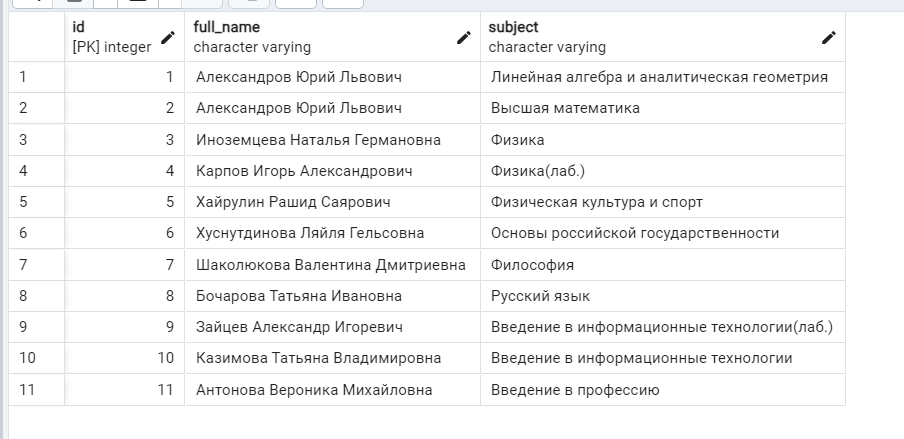 id full_name subject
[PK] integer character varying character varying
1 1 Александров Юрий Львович Линейная алгебра и аналитическая геометрия
2 2 Александров Юрий Львович Высшая математика
3 3 Иноземцева Наталья Германовна Физика
4 4 Карпов Игорь Александрович Физика(лаб.)
5 5 Хайрулин Рашид Саярович Физическая культура и спорт
6 6 Хуснутдинова Ляйля Гельсовна Основы российской государственности
7 7 Шаколюкова Валентина Дмитриевна Философия
8 8 Бочарова Татьяна Ивановна Русский язык
9 9 Зайцев Александр Игоревич Введение в информационные технологии(лаб.)
10 10 Казимова Татьяна Владимировна Введение в информационные технологии
11 11 Антонова Вероника Михайловна Введение в профессию